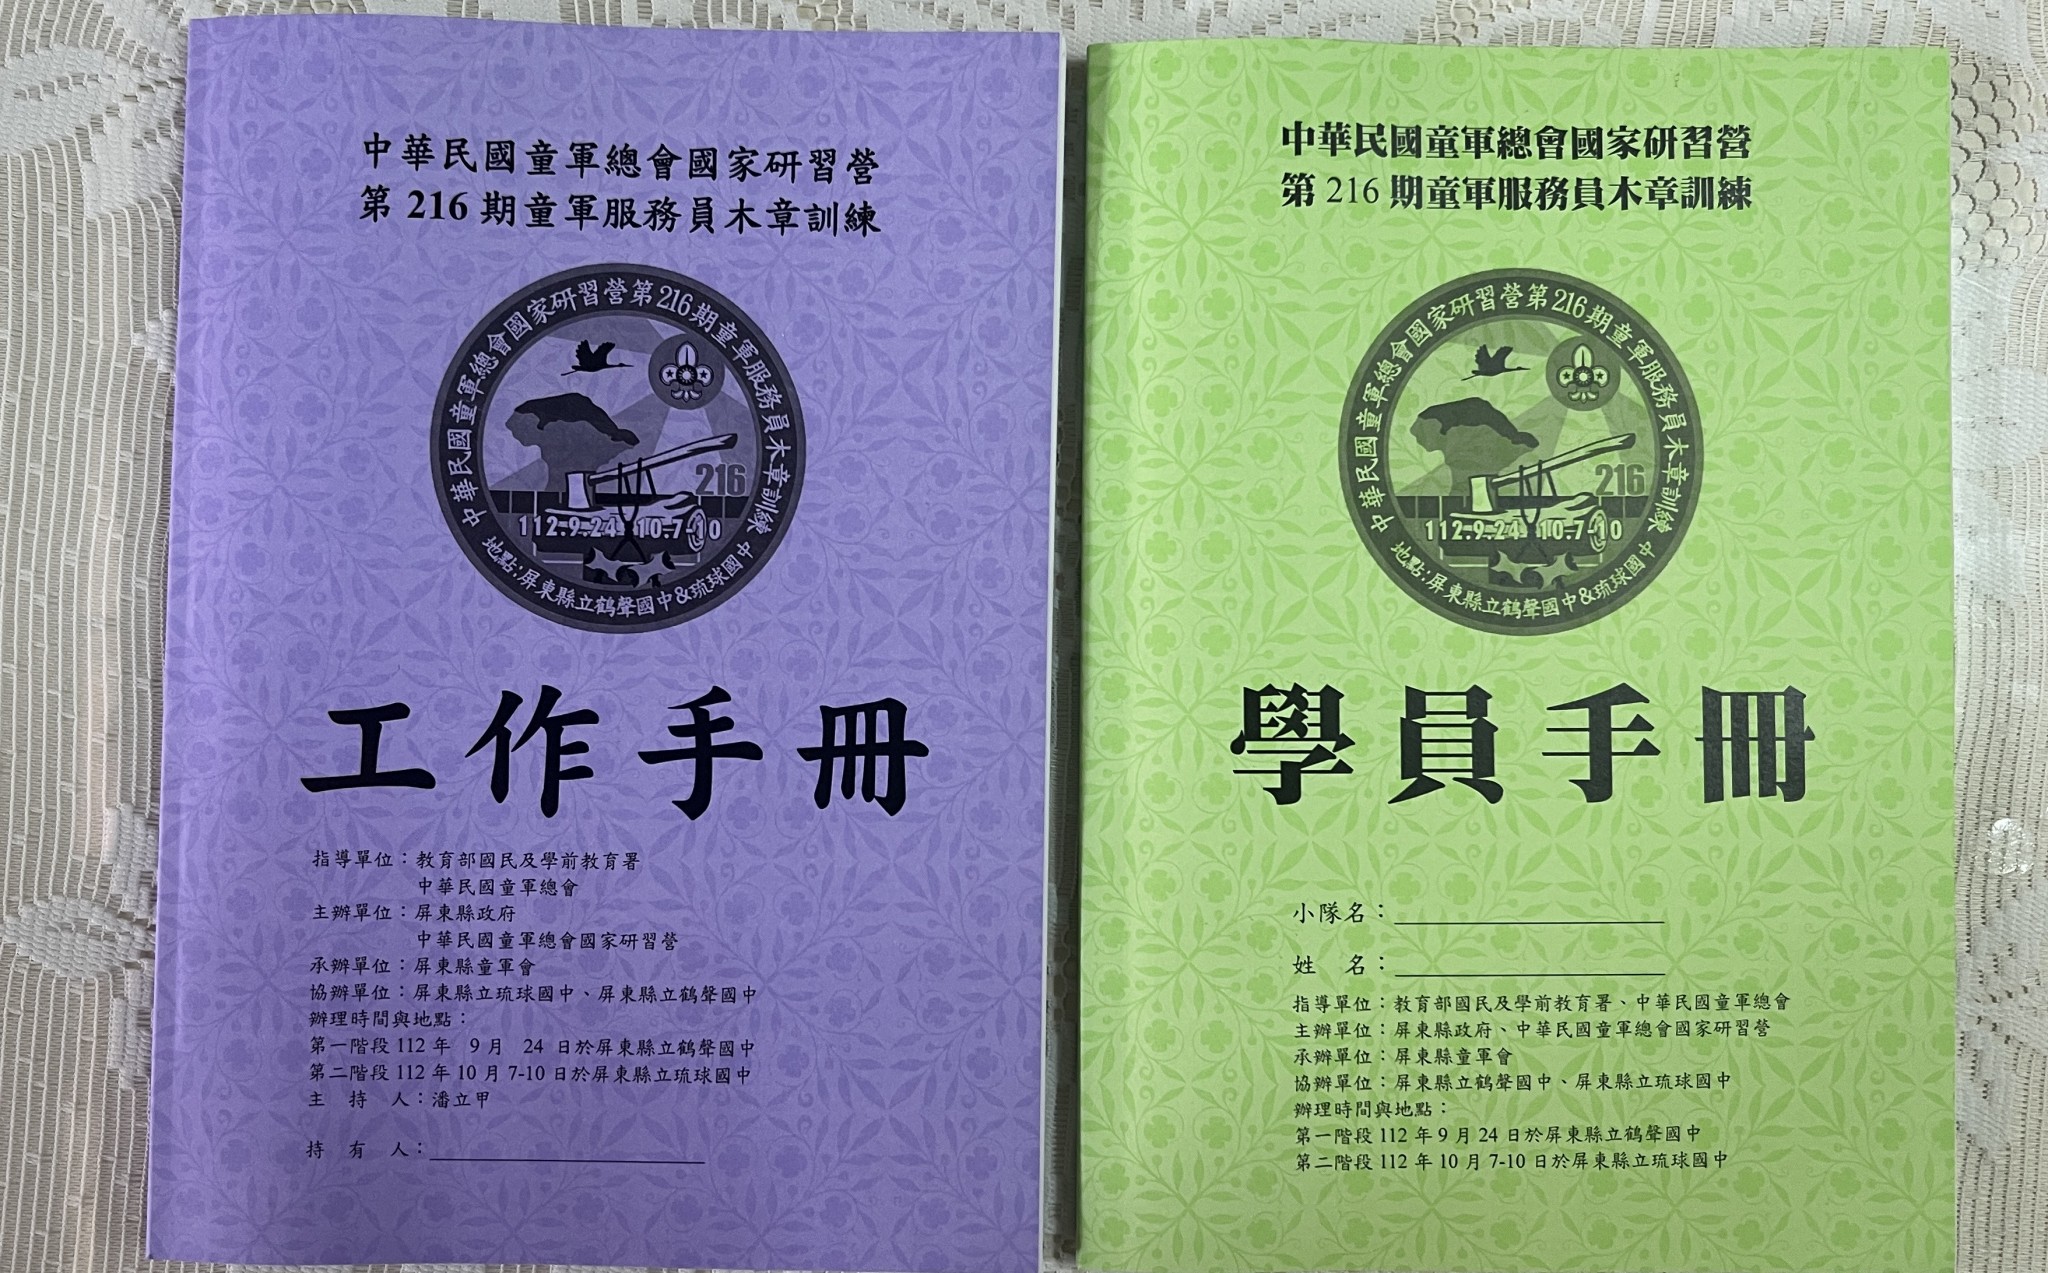 中華民國童軍總會國家研習營
第 216 期童軍服務員木章訓練
中華民國童軍總會國家研習營第216期童軍服務員木章訓練
216
112.9.24 10.7-10
地點:屏東縣立鶴聲國中&琉球國中
工作手冊
指導單位：教育部國民及學前教育署
中華民國童軍總會
主辦單位：屏東縣政府
中華民國童軍總會國家研習營
承辦單位：屏東縣童軍會
協辦單位：屏東縣立琉球國中、屏東縣立鶴聲國中
辦理時間與地點：
第一階段 112 年 9 月 24 日於屏東縣立鶴聲國中
第二階段 112 年 10 月 7-10 日於屏東縣立琉球國中
主 持 人：潘立甲
持 有 人：
中華民國童軍總會國家研習營
第 216 期童軍服務員木章訓練
中華民國童軍總會國家研習營第216期童軍服務員木章訓練
216
112.9.24 10.7-10
地點:屏東縣立鶴聲國中&琉球國中
學員手冊
小隊名：
姓 名：
指導單位：教育部國民及學前教育署、中華民國童軍總會
主辦單位：屏東縣政府、中華民國童軍總會國家研習營
承辦單位：屏東縣童軍會
協辦單位：屏東縣立鶴聲國中、屏東縣立琉球國中
辦理時間與地點：
第一階段 112 年 9 月 24 日於屏東縣立鶴聲國中
第二階段 112 年 10 月 7-10 日於屏東縣立琉球國中